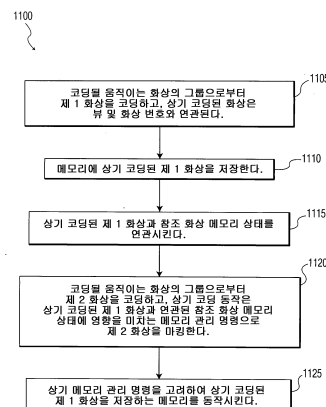 1100
1105
코딩될 움직이는 화상의 그룹으로부터
제 1 화상을 코딩하고, 상기 코딩된 화상은
뷰 및 화상 번호와 연관된다.
1110
메모리에 상기 코딩된 제 1 화상을 저장한다.
1115
상기 코딩된 제 1 화상과 참조 화상 메모리 상태를
연관시킨다.
1120
코딩될 움직이는 화상의 그룹으로부터
제 2 화상을 코딩하고, 상기 코딩 동작은
상기 코딩된 제 1 화상과 연관된 참조 화상 메모리
상태에 영향을 미치는 메모리 관리 명령으로
제 2 화상을 마킹한다.
1125
상기 메모리 관리 명령을 고려하여 상기 코딩된
제 1 화상을 저장하는 메모리를 동작시킨다.